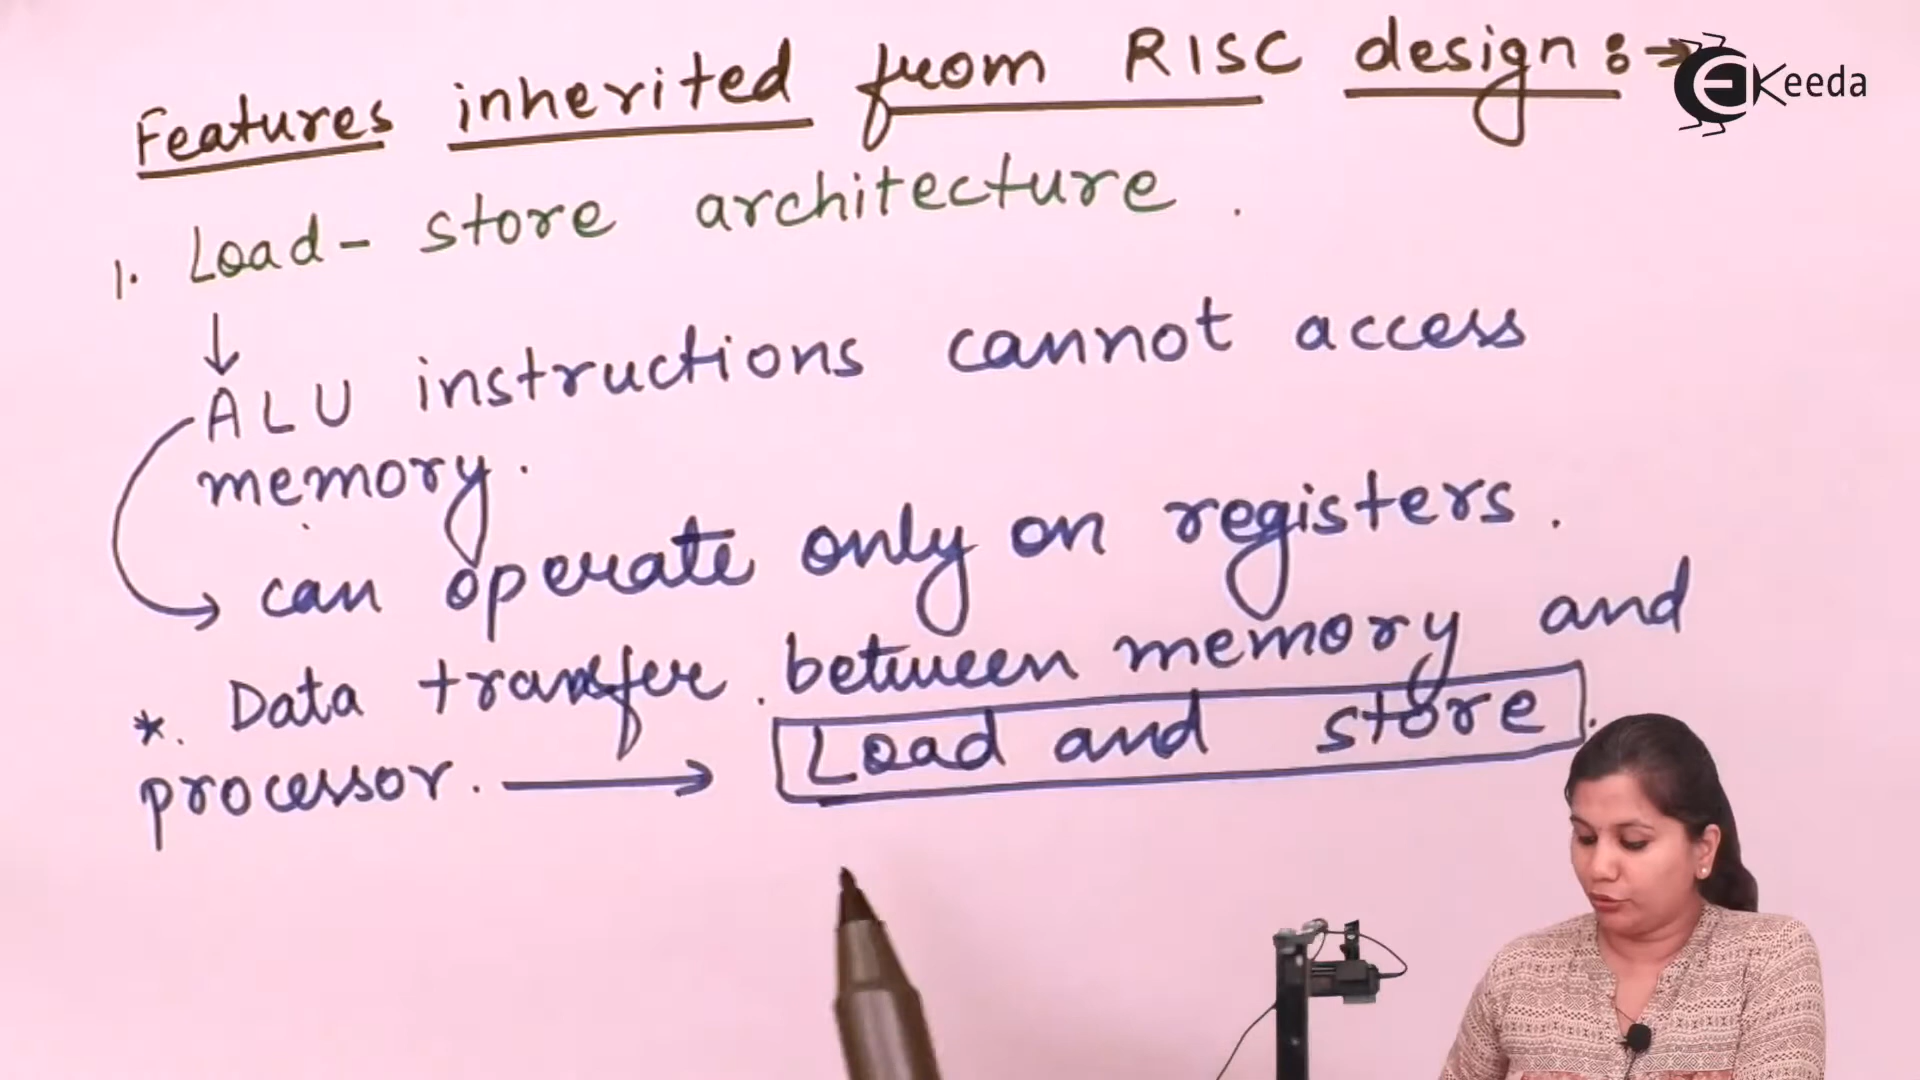 Features inherited from RISC design :→
Keeda
1. Load - store architecture .
↓
ALU instructions cannot access
memory .
→ can operate only on registers .
*. Data transfer . between memory and
processor . → Load and store .